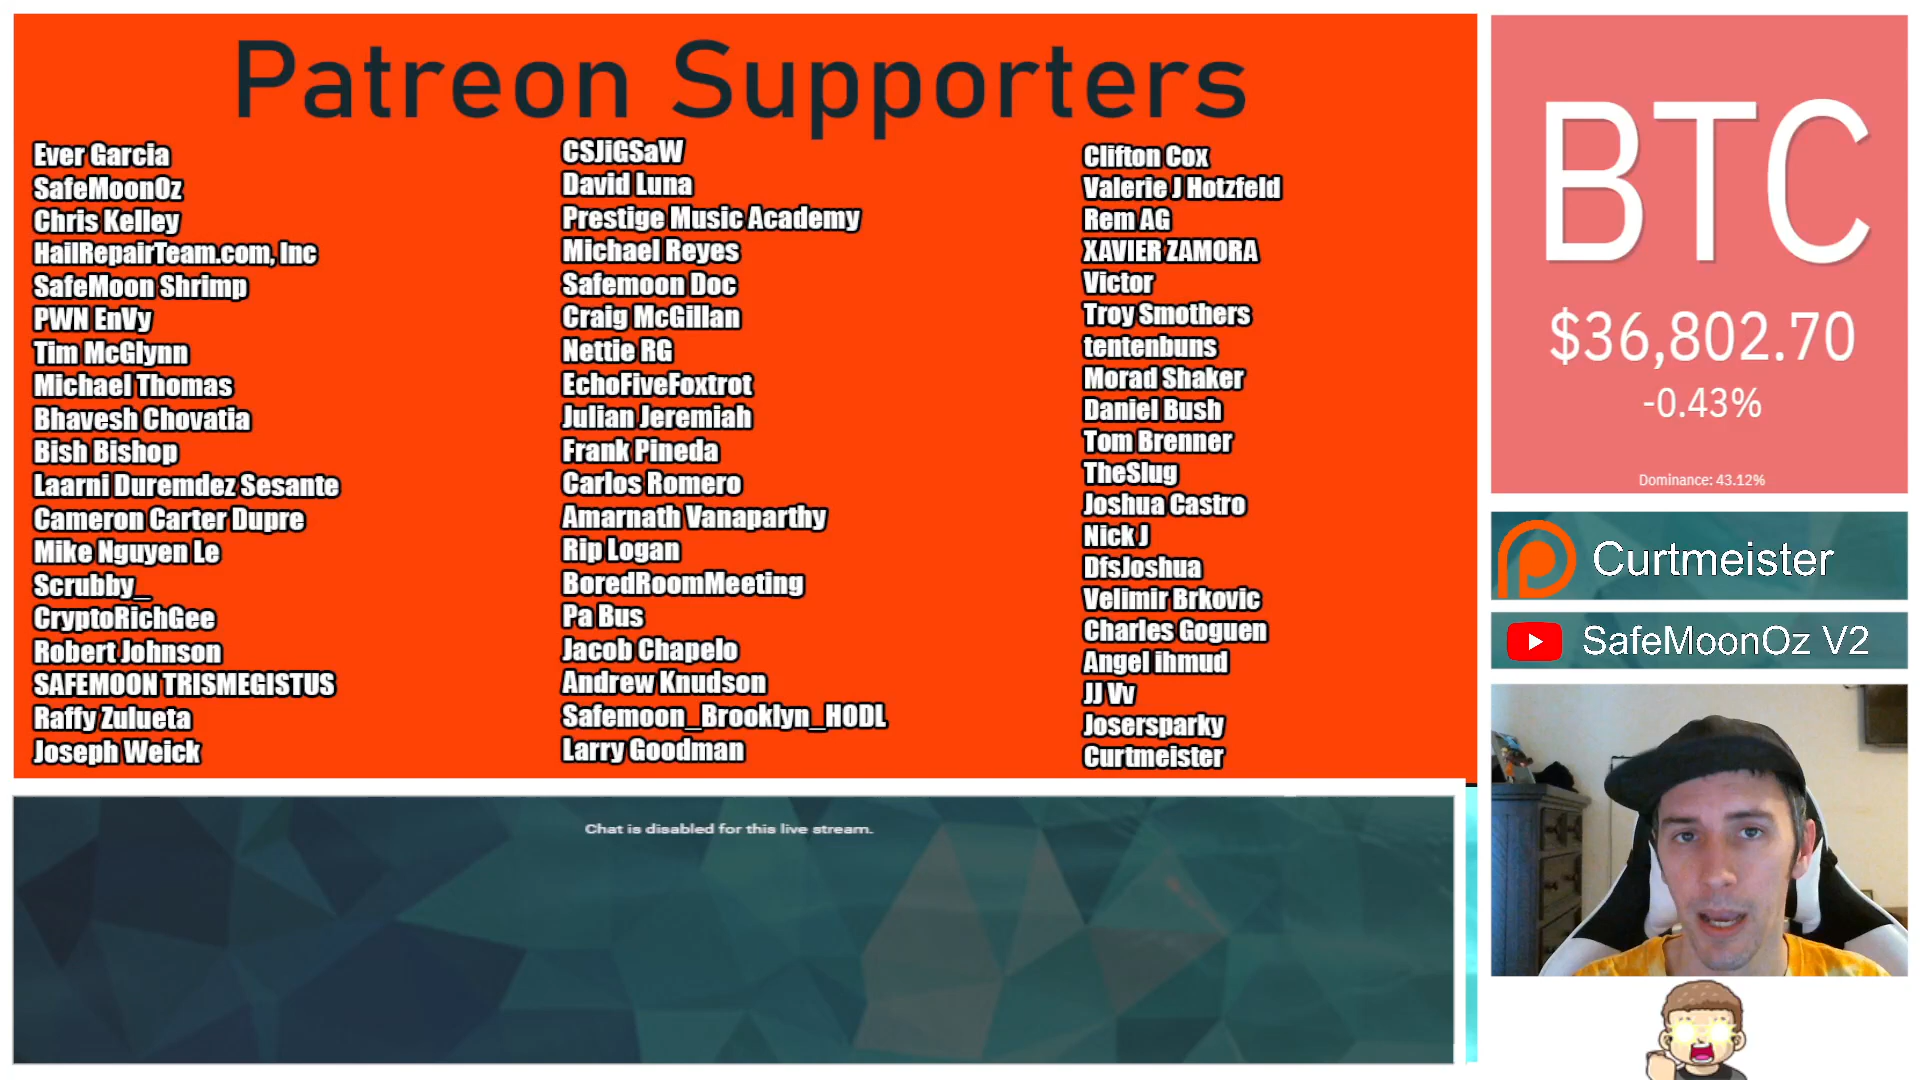 Patreon Supporters
Ever Garcia
SafeMoonOz
Chris Kelley
HailRepairTeam.com, Inc
SafeMoon Shrimp
PWN EnVy
Tim McGlynn
Michael Thomas
Bhavesh Chovatia
Bish Bishop
Laarni Duremdez Sesante
Cameron Carter Dupre
Mike Nguyen Le
Scrubby_
CryptoRichGee
Robert Johnson
SAFEMOON TRISMEGISTUS
Raffy Zulueta
Joseph Weick
CSJiGSaW
David Luna
Prestige Music Academy
Michael Reyes
Safemoon Doc
Craig McGillan
Nettie RG
EchoFiveFoxtrot
Julian Jeremiah
Frank Pineda
Carlos Romero
Amarnath Vanaparthy
Rip Logan
BoredRoomMeeting
Pa Bus
Jacob Chapelo
Andrew Knudson
Safemoon_Brooklyn_HODL
Larry Goodman
Clifton Cox
Valerie J Hotzfeld
Rem AG
XAVIER ZAMORA
Victor
Troy Smothers
tentenbuns
Morad Shaker
Daniel Bush
Tom Brenner
TheSlug
Joshua Castro
Nick J
DfsJoshua
Velimir Brkovic
Charles Goguen
Angel ihmud
JJ Vv
Josersparky
Curtmeister
BTC
$36,802.70
-0.43%
Dominance: 43.12%
Curtmeister
SafeMoonOz V2
Chat is disabled for this live stream.